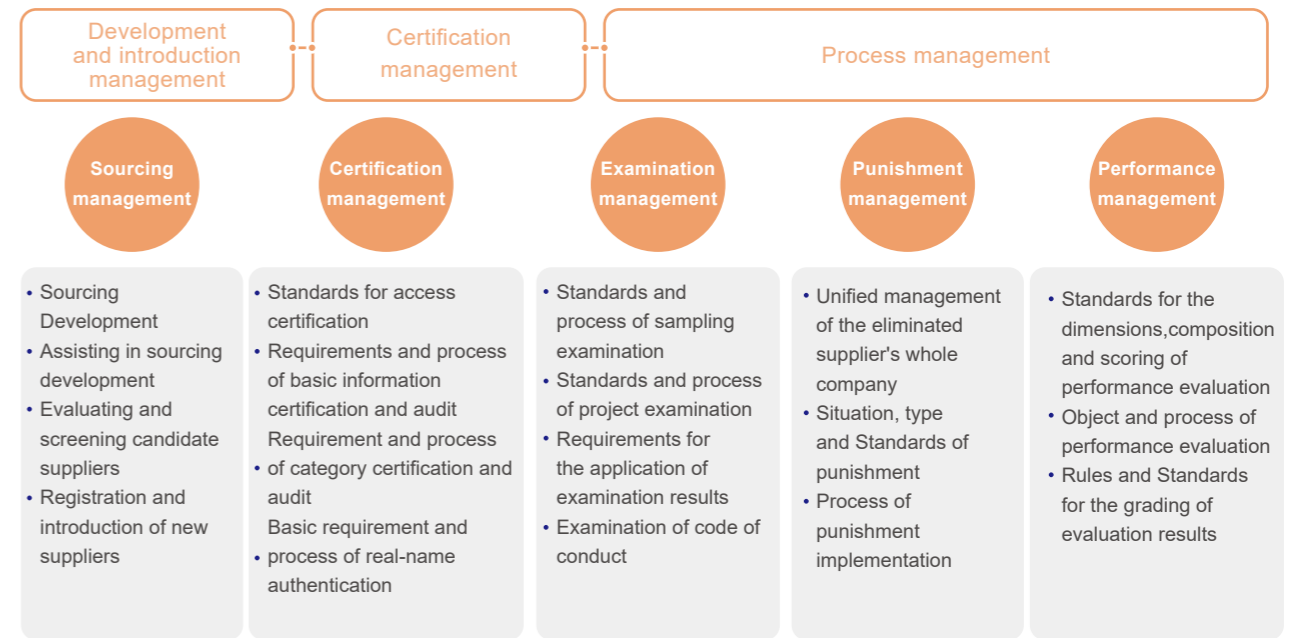 Development
and introduction
management
Certification
management
Process management
Sourcing
management
Certification
management
Examination
management
Punishment
management
Performance
management
• Sourcing
Development
• Assisting in sourcing
development
• Evaluating and
screening candidate
suppliers
• Registration and
introduction of new
suppliers
• Standards for access
certification
• Requirements and process
of basic information
certification and audit
Requirement and process
• of category certification and
audit
Basic requirement and
• process of real-name
authentication
• Standards and
process of sampling
examination
• Standards and process
of project examination
• Requirements for
the application of
examination results
• Examination of code of
conduct
• Unified management
of the eliminated
supplier's whole
company
• Situation, type
and Standards of
punishment
• Process of
punishment
implementation
• Standards for the
dimensions,composition
and scoring of
performance evaluation
• Object and process of
performance evaluation
• Rules and Standards
for the grading of
evaluation results